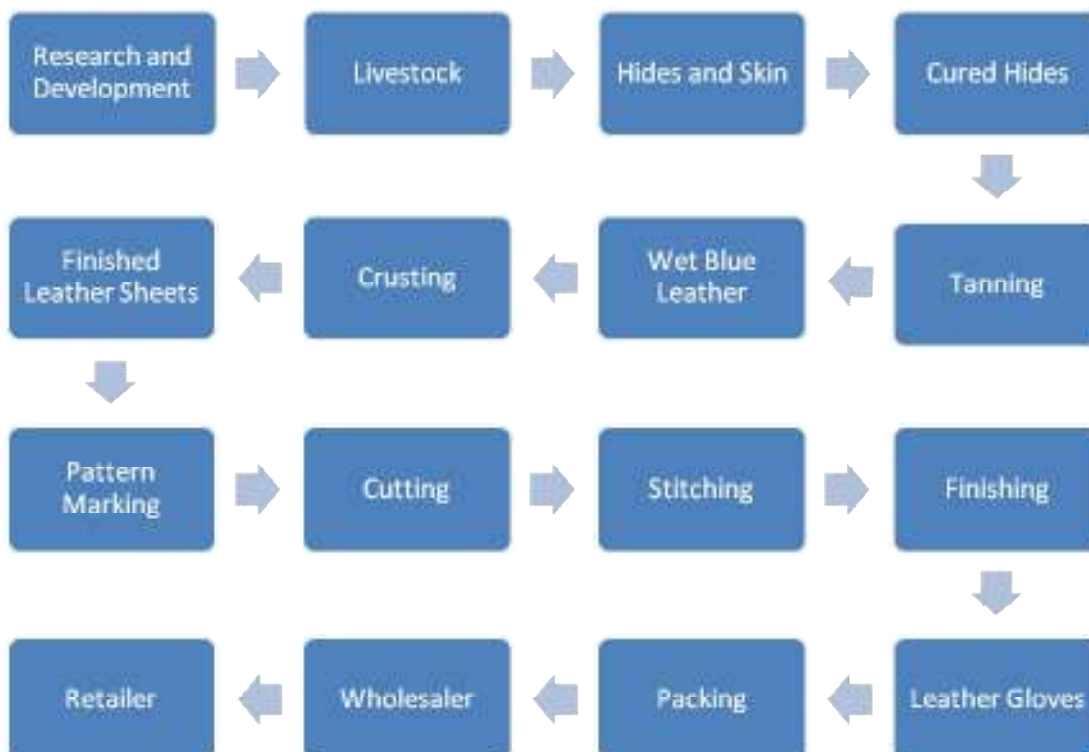 Research and
Development
Livestock
Hides and Skin
Cured Hides
Tanning
Wet Blue
Leather
Crusting
Finished
Leather Sheets
Pattern
Marking
Cutting
Stitching
Finishing
Leather Gloves
Packing
Wholesaler
Retailer